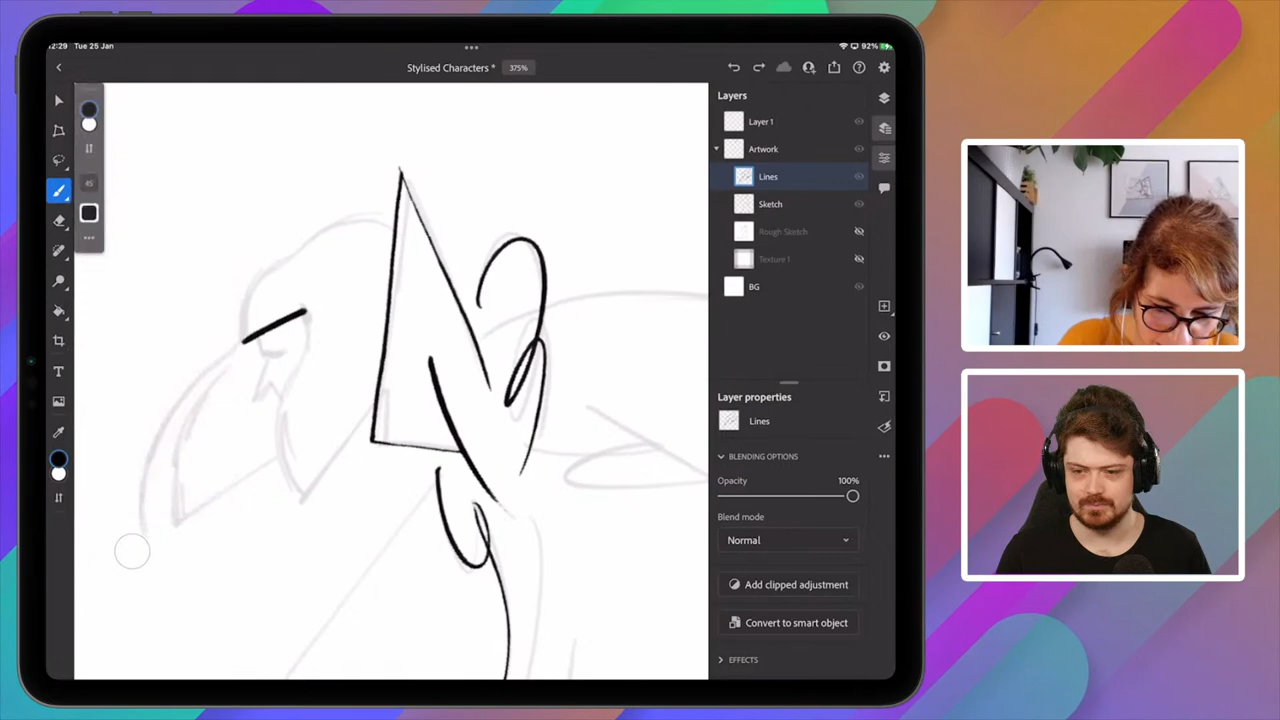 :29 Tue 25 Jan
92%
Stylised Characters *
375%
Layers
Layer 1
Artwork
Lines
Sketch
Rough Sketch
Texture 1
BG
45
T
Layer properties
Lines
BLENDING OPTIONS
Opacity
100%
Blend mode
Normal
Add clipped adjustment
Convert to smart object
EFFECTS